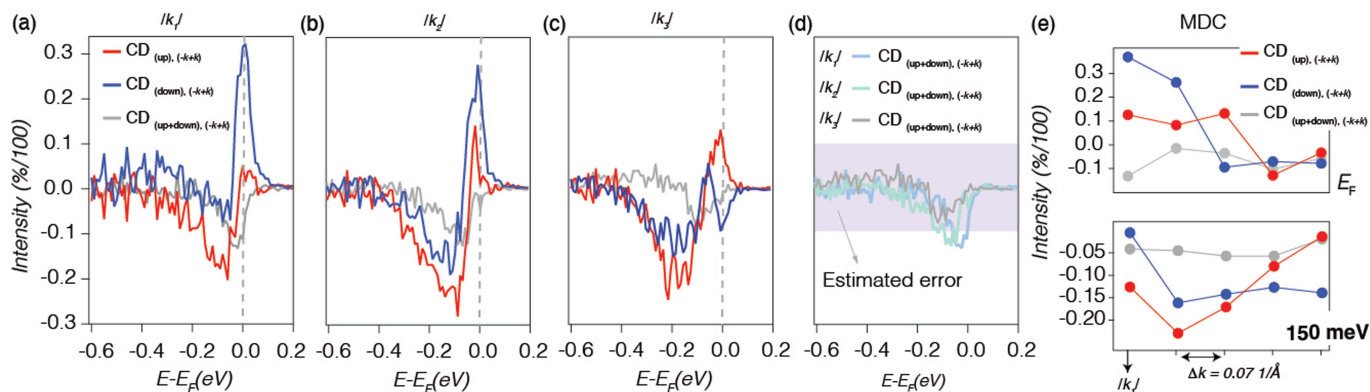 (a) /k1/ (b) /k2/ (c) /k3/ (d) (e) MDC
Intensity (%/100)
0.3
0.2
0.1
0.0
-0.1
-0.2
-0.3
CD (up), (-k+k)
CD (down), (-k+k)
CD (up+down), (-k+k)
-0.6 -0.4 -0.2 0.0 0.2
E-EF(eV)
-0.6 -0.4 -0.2 0.0 0.2
E-EF(eV)
-0.6 -0.4 -0.2 0.0 0.2
E-EF(eV)
/k1/ CD (up+down), (-k+k)
/k2/ CD (up+down), (-k+k)
/k3/ CD (up+down), (-k+k)
Estimated error
-0.6 -0.4 -0.2 0.0 0.2
E-EF(eV)
Intensity (%/100)
0.3
0.2
0.1
0.0
-0.1
CD (up), (-k+k)
CD (down), (-k+k)
CD (up+down), (-k+k)
EF
Intensity (%/100)
-0.05
-0.10
-0.15
-0.20
150 meV
Δk = 0.07 1/Å
/k1/